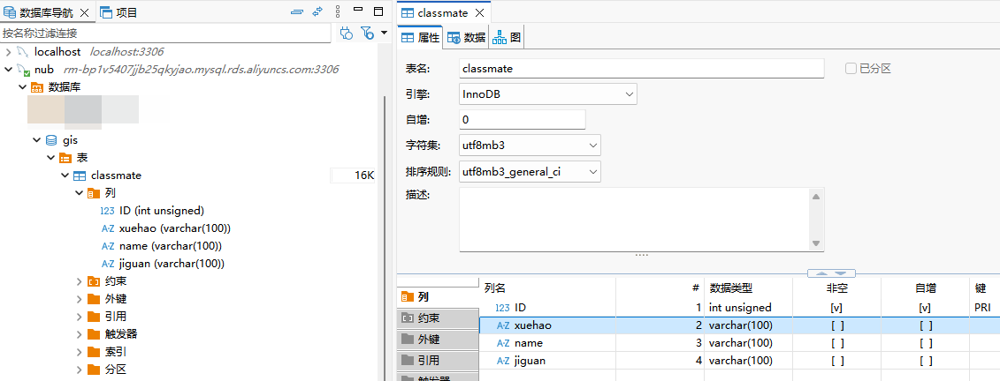 数据库导航 项目
按名称过滤连接
localhost localhost:3306
nub rm-bp1v5407jjb25qkyjao.mysql.rds.aliyuncs.com:3306
数据库
gis
表
classmate 16K
列
123 ID (int unsigned)
A-Z xuehao (varchar(100))
A-Z name (varchar(100))
A-Z jiguan (varchar(100))
约束
外键
引用
触发器
索引
分区
classmate
属性 数据 图
表名: classmate 已分区
引擎: InnoDB
自增: 0
字符集: utf8mb3
排序规则: utf8mb3_general_ci
描述:
列
约束
外键
引用
触发器
列名 # 数据类型 非空 自增 键
123 ID 1 int unsigned [v] [v] PRI
A-Z xuehao 2 varchar(100) [ ] [ ]
A-Z name 3 varchar(100) [ ] [ ]
A-Z jiguan 4 varchar(100) [ ] [ ]